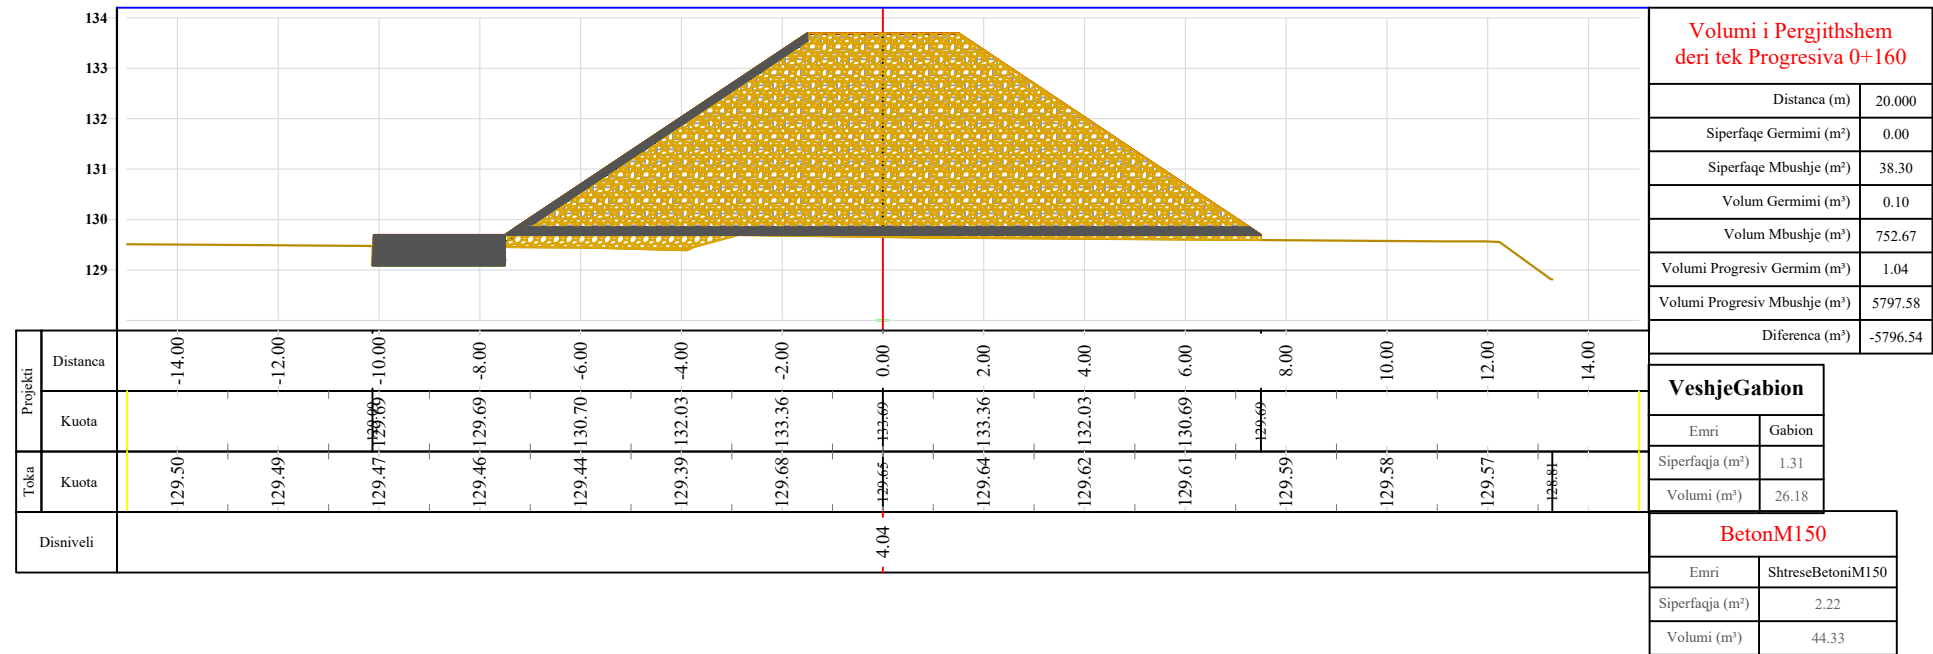 134
133
132
131
130
129
Projekti
Distanca
-14.00 -12.00 -10.00 -8.00 -6.00 -4.00 -2.00 0.00 2.00 4.00 6.00 8.00 10.00 12.00 14.00
Kuota
129.69 129.69 130.70 132.03 133.36 133.69 133.36 132.03 130.69 129.69
Toka
Kuota
129.50 129.49 129.47 129.46 129.44 129.39 129.68 129.65 129.64 129.62 129.61 129.59 129.58 129.57 128.81
Disniveli
4.04
Volumi i Pergjithshem
deri tek Progresiva 0+160
Distanca (m) 20.000
Siperfaqe Germimi (m²) 0.00
Siperfaqe Mbushje (m²) 38.30
Volum Germimi (m³) 0.10
Volum Mbushje (m³) 752.67
Volumi Progresiv Germim (m³) 1.04
Volumi Progresiv Mbushje (m³) 5797.58
Diferenca (m³) -5796.54
VeshjeGabion
Emri Gabion
Siperfaqja (m²) 1.31
Volumi (m³) 26.18
BetonM150
Emri ShtreseBetoniM150
Siperfaqja (m²) 2.22
Volumi (m³) 44.33